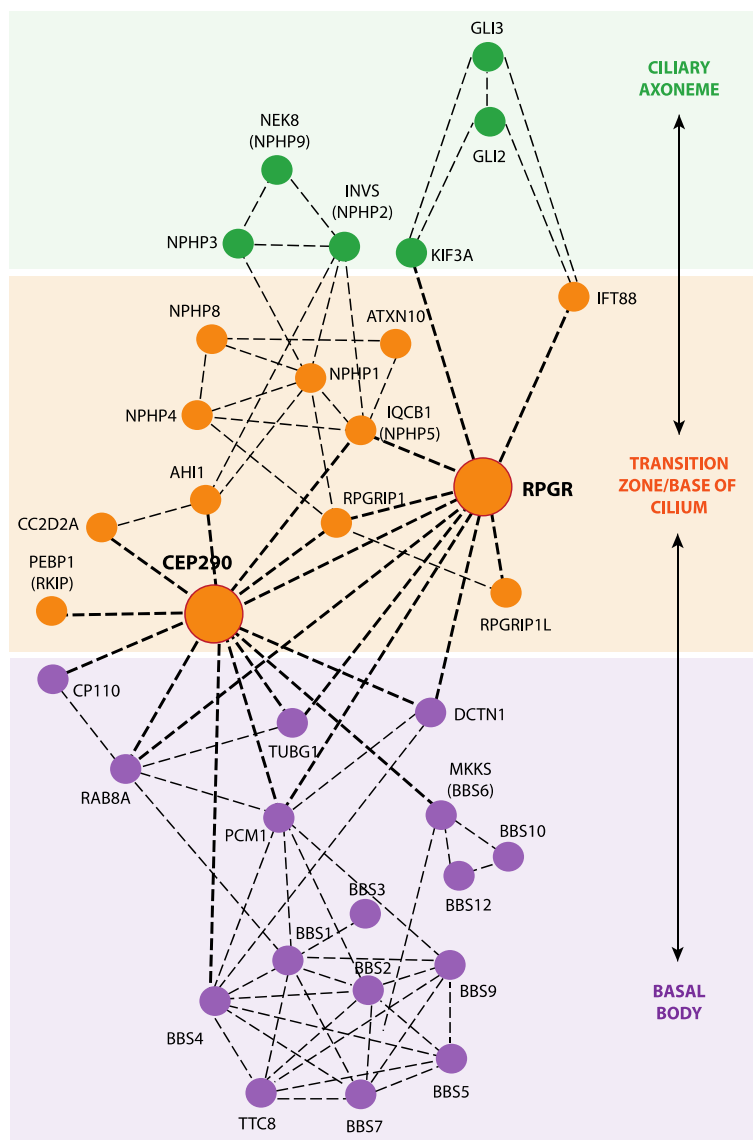 GLI3
CILIARY
AXONEME
NEK8
(NPHP9)
GLI2
INVS
(NPHP2)
NPHP3
KIF3A
IFT88
NPHP8
ATXN10
NPHP1
NPHP4
IQCB1
(NPHP5)
AHI1
RPGRIP1
RPGR
TRANSITION
ZONE/BASE OF
CILIUM
CC2D2A
CEP290
PEBP1
(RKIP)
RPGRIP1L
CP110
DCTN1
TUBG1
RAB8A
MKKS
(BBS6)
PCM1
BBS10
BBS12
BBS3
BBS1
BBS2
BBS9
BASAL
BODY
BBS4
BBS5
TTC8
BBS7